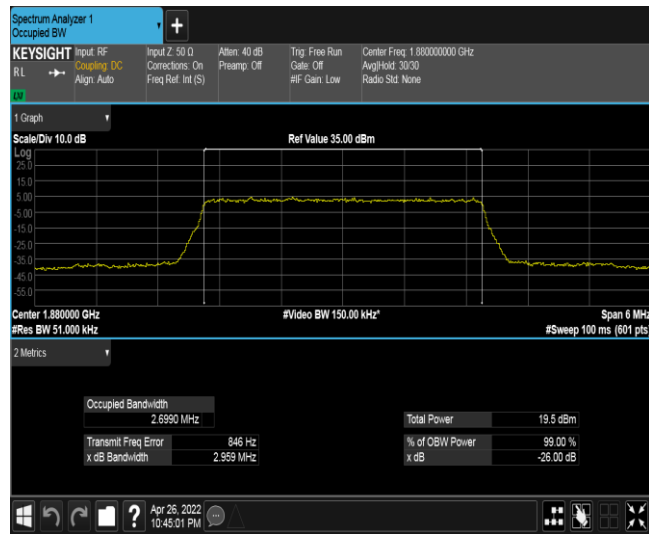 Spectrum Analyzer 1
Occupied BW
+
KEYSIGHT Input: RF Input Z: 50 Ω Atten: 40 dB Trig: Free Run Center Freq: 1.880000000 GHz
RL Coupling: DC Corrections: On Preamp: Off Gate: Off Avg|Hold: 30/30
Align: Auto Freq Ref: Int (S) #IF Gain: Low Radio Std: None
1 Graph
Scale/Div 10.0 dB Ref Value 35.00 dBm
Log
25.0
15.0
5.00
-5.00
-15.0
-25.0
-35.0
-45.0
-55.0
Center 1.880000 GHz #Video BW 150.00 kHz* Span 6 MHz
#Res BW 51.000 kHz #Sweep 100 ms (601 pts)
2 Metrics
Occupied Bandwidth
2.6990 MHz Total Power 19.5 dBm
Transmit Freq Error 846 Hz % of OBW Power 99.00 %
x dB Bandwidth 2.959 MHz x dB -26.00 dB
? Apr 26, 2022
10:45:01 PM